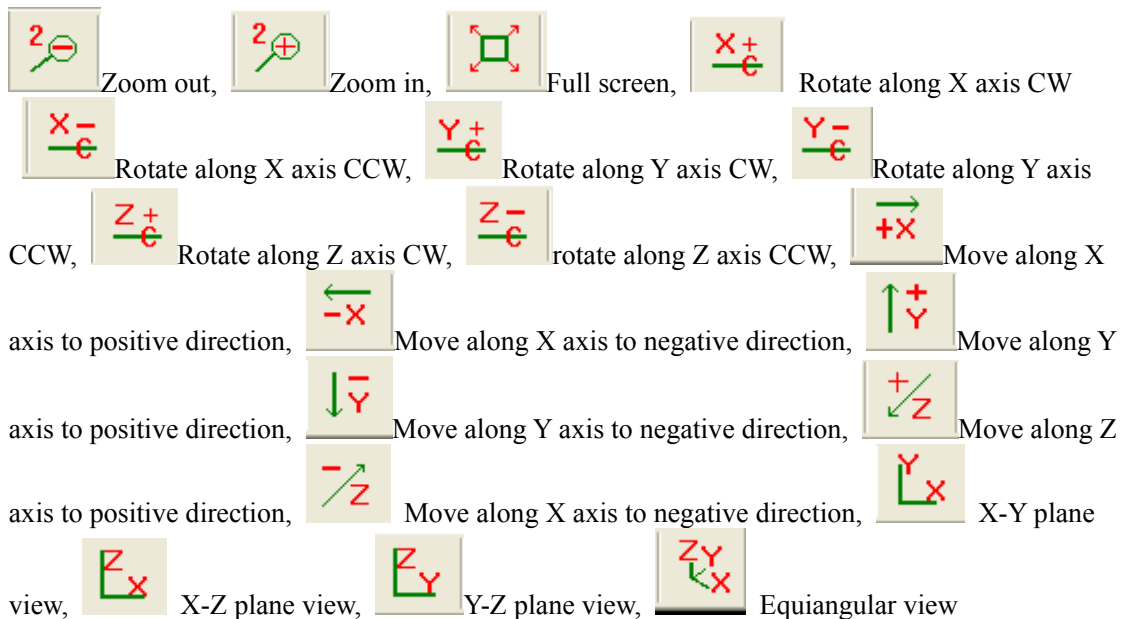 2− Zoom out, 2+ Zoom in, Full screen, X+ C Rotate along X axis CW
X− C Rotate along X axis CCW, Y+ C Rotate along Y axis CW, Y− C Rotate along Y axis
CCW, Z+ C Rotate along Z axis CW, Z− C rotate along Z axis CCW, +X Move along X
axis to positive direction, −X Move along X axis to negative direction, +Y Move along Y
axis to positive direction, −Y Move along Y axis to negative direction, +Z Move along Z
axis to positive direction, −Z Move along X axis to negative direction, Y X X-Y plane
view, Z X X-Z plane view, Z Y Y-Z plane view, Z Y X Equiangular view